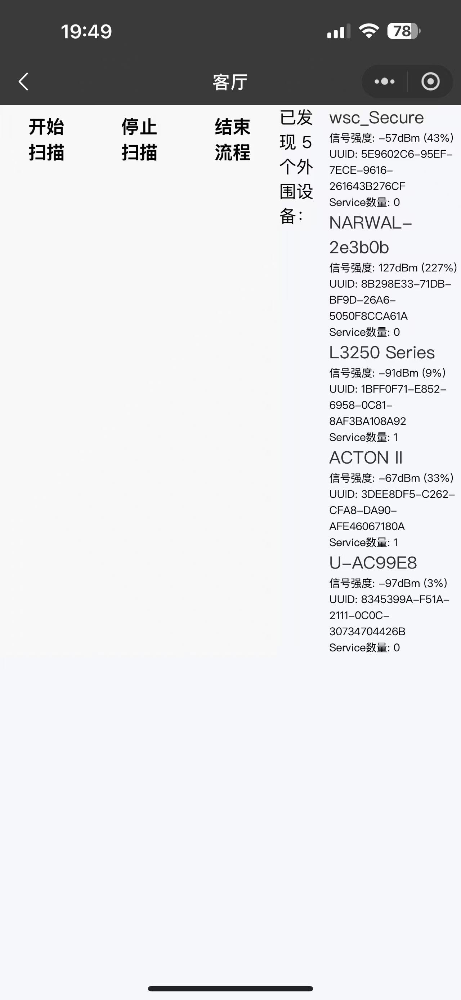 19:49
78
客厅
开始
扫描
停止
扫描
结束
流程
已发
现 5
个外
围设
备：
wsc_Secure
信号强度: -57dBm (43%)
UUID: 5E9602C6-95EF-
7ECE-9616-
261643B276CF
Service数量: 0
NARWAL-
2e3b0b
信号强度: 127dBm (227%)
UUID: 8B298E33-71DB-
BF9D-26A6-
5050F8CCA61A
Service数量: 0
L3250 Series
信号强度: -91dBm (9%)
UUID: 1BFF0F71-E852-
6958-0C81-
8AF3BA108A92
Service数量: 1
ACTON II
信号强度: -67dBm (33%)
UUID: 3DEE8DF5-C262-
CFA8-DA90-
AFE46067180A
Service数量: 1
U-AC99E8
信号强度: -97dBm (3%)
UUID: 8345399A-F51A-
2111-0C0C-
30734704426B
Service数量: 0